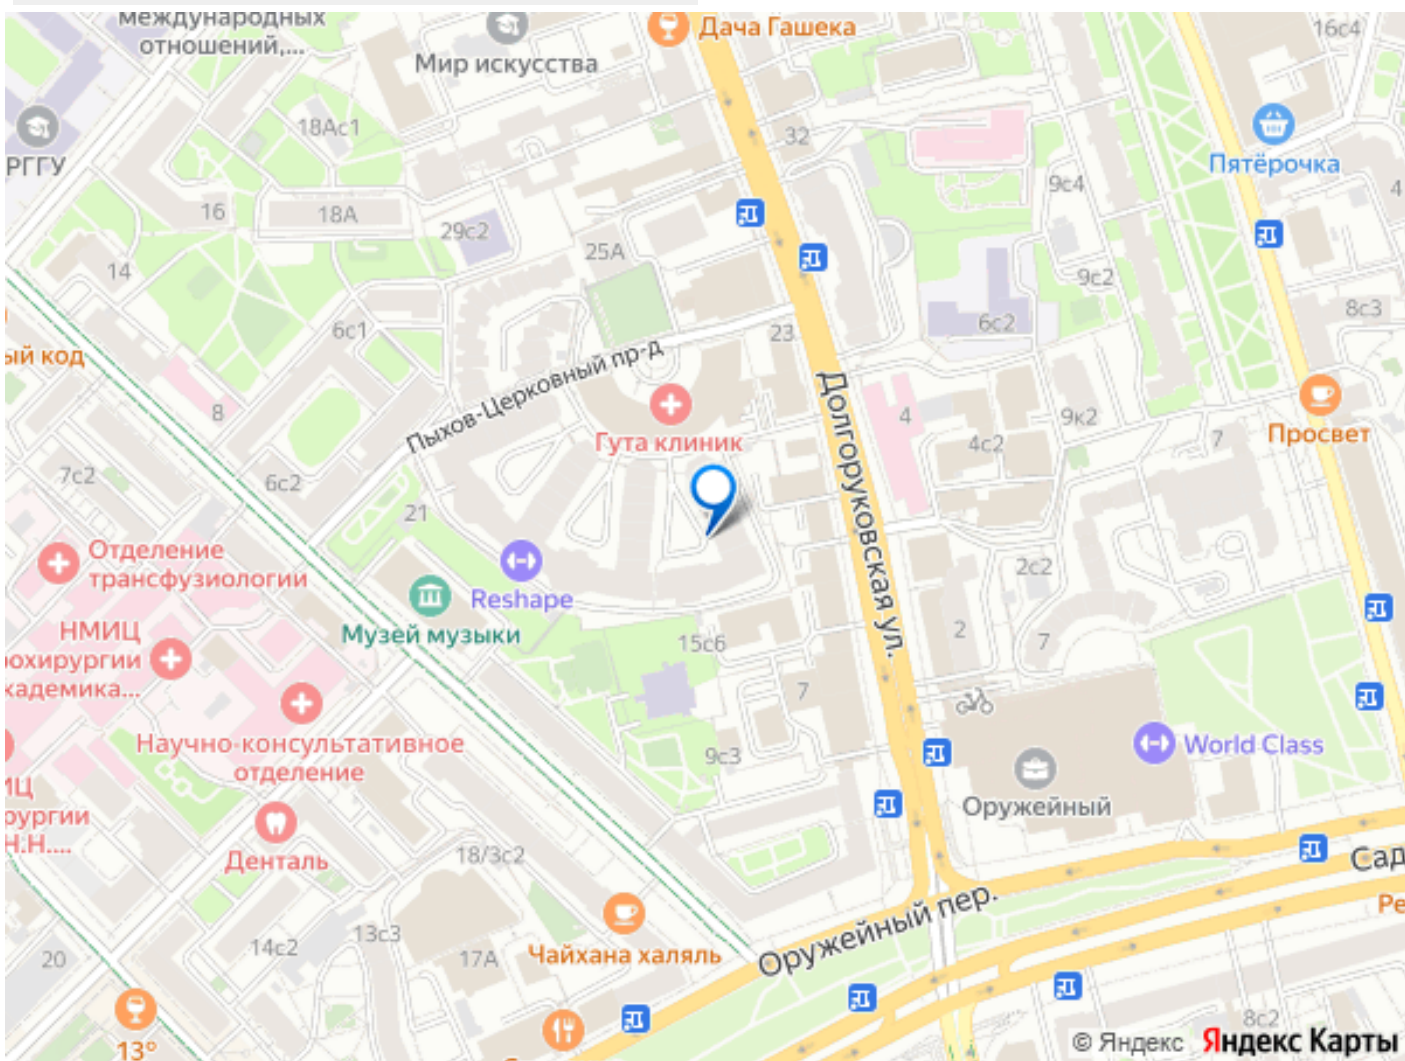 международных
отношений,...
Мир искусства
Дача Гашека
16с4
РГГУ
18Ас1
32
Пятёрочка
9с4
4
16
18А
29с2
25А
14
9с2
6с1
23
6с2
8с3
ый код
Пыхов-Церковный пр-д
8
Гута клиник
Долгоруковская ул.
4
4с2
9к2
7
Просвет
7с2
6с2
21
Отделение
трансфузиологии
Reshape
Музей музыки
2с2
15с6
2
7
НМИЦ
рохирургии
кадемика...
7
9с3
Научно-консультативное
отделение
World Class
Оружейный
ИЦ
рургии
Н.Н....
Денталь
18/3с2
Сад
Оружейный пер.
Ре
Чайхана халяль
13с3
14с2
17А
20
13°
8с2
© Яндекс Яндекс Карты